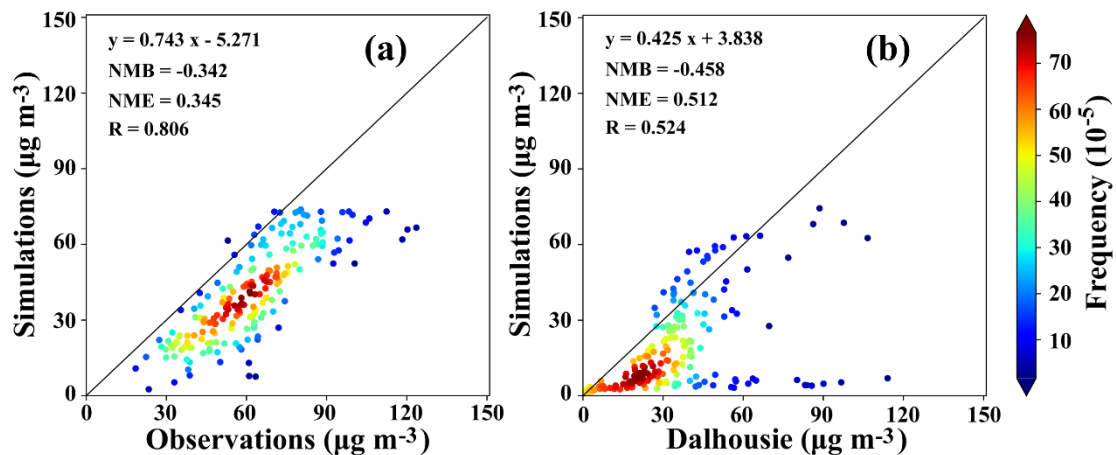 (a)
y = 0.743 x - 5.271
NMB = -0.342
NME = 0.345
R = 0.806
Simulations (µg m-3)
150
120
90
60
30
0
0 30 60 90 120 150
Observations (µg m-3)
(b)
y = 0.425 x + 3.838
NMB = -0.458
NME = 0.512
R = 0.524
Simulations (µg m-3)
150
120
90
60
30
0
0 30 60 90 120 150
Dalhousie (µg m-3)
70
60
50
40
30
20
10
Frequency (10-5)